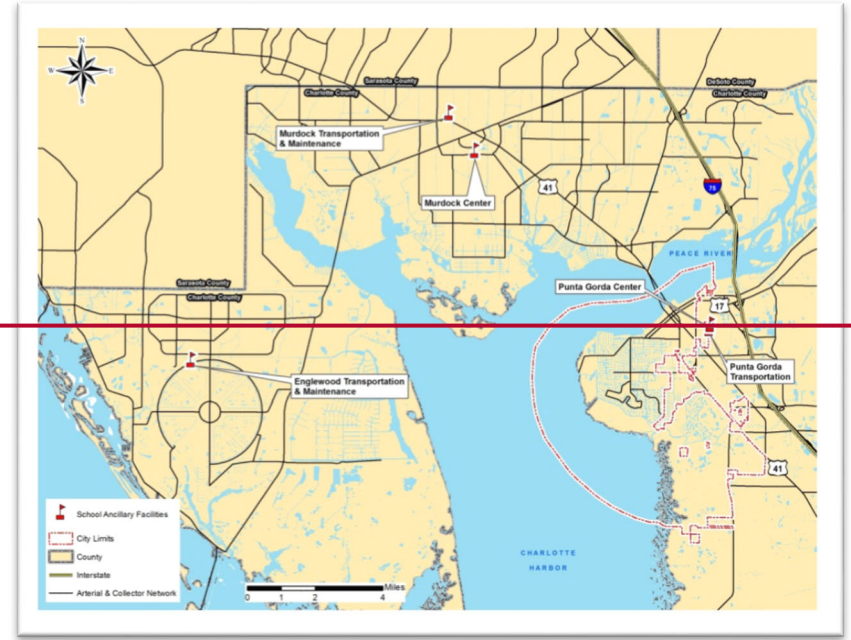 N
W E
S
Sarasota County
Charlotte County
DeSoto County
Charlotte County
Murdock Transportation
& Maintenance
Murdock Center
41
75
PEACE RIVER
Sarasota County
Charlotte County
Punta Gorda Center
17
Punta Gorda
Transportation
Englewood Transportation
& Maintenance
41
School Ancillary Facilities
City Limits
County
Interstate
Arterial & Collector Network
CHARLOTTE
HARBOR
Miles
0 1 2 4